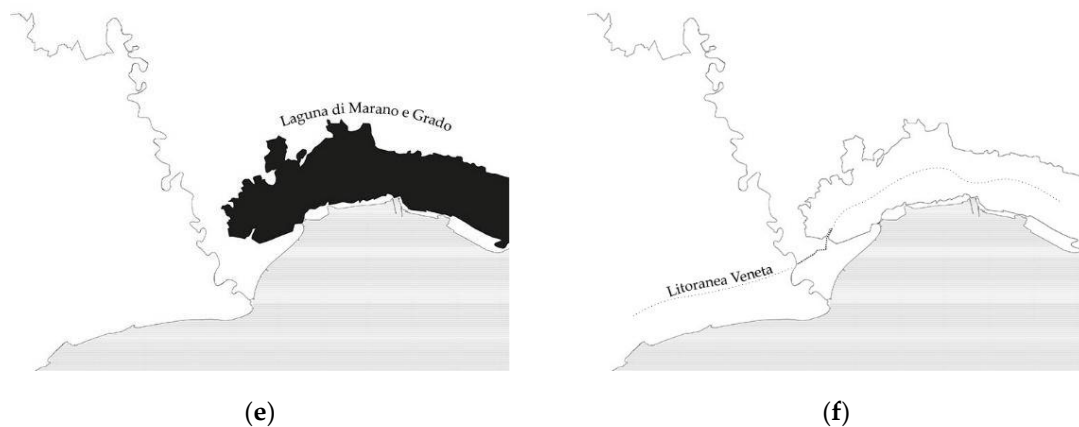 Laguna di Marano e Grado
Litoranea Veneta
(e)
(f)